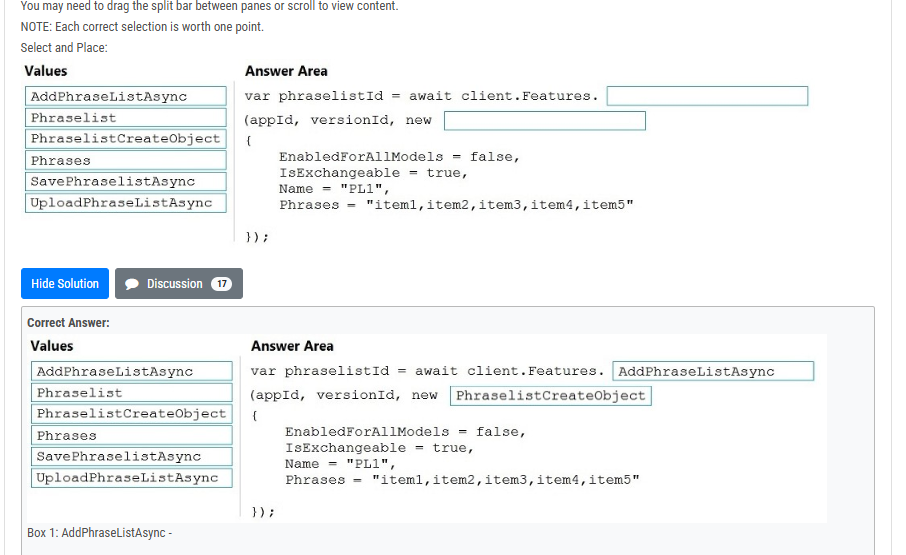 You may need to drag the split bar between panes or scroll to view content.
NOTE: Each correct selection is worth one point.
Select and Place:
Values
Answer Area
AddPhraseListAsync
Phraselist
PhraselistCreateObject
Phrases
SavePhraselistAsync
UploadPhraseListAsync
var phraselistId = await client.Features.
(appId, versionId, new
{
EnabledForAllModels = false,
IsExchangeable = true,
Name = "PL1",
Phrases = "item1,item2,item3,item4,item5"
});
Hide Solution
Discussion 17
Correct Answer:
Values
Answer Area
AddPhraseListAsync
Phraselist
PhraselistCreateObject
Phrases
SavePhraselistAsync
UploadPhraseListAsync
var phraselistId = await client.Features. AddPhraseListAsync
(appId, versionId, new PhraselistCreateObject
{
EnabledForAllModels = false,
IsExchangeable = true,
Name = "PL1",
Phrases = "item1,item2,item3,item4,item5"
});
Box 1: AddPhraseListAsync -